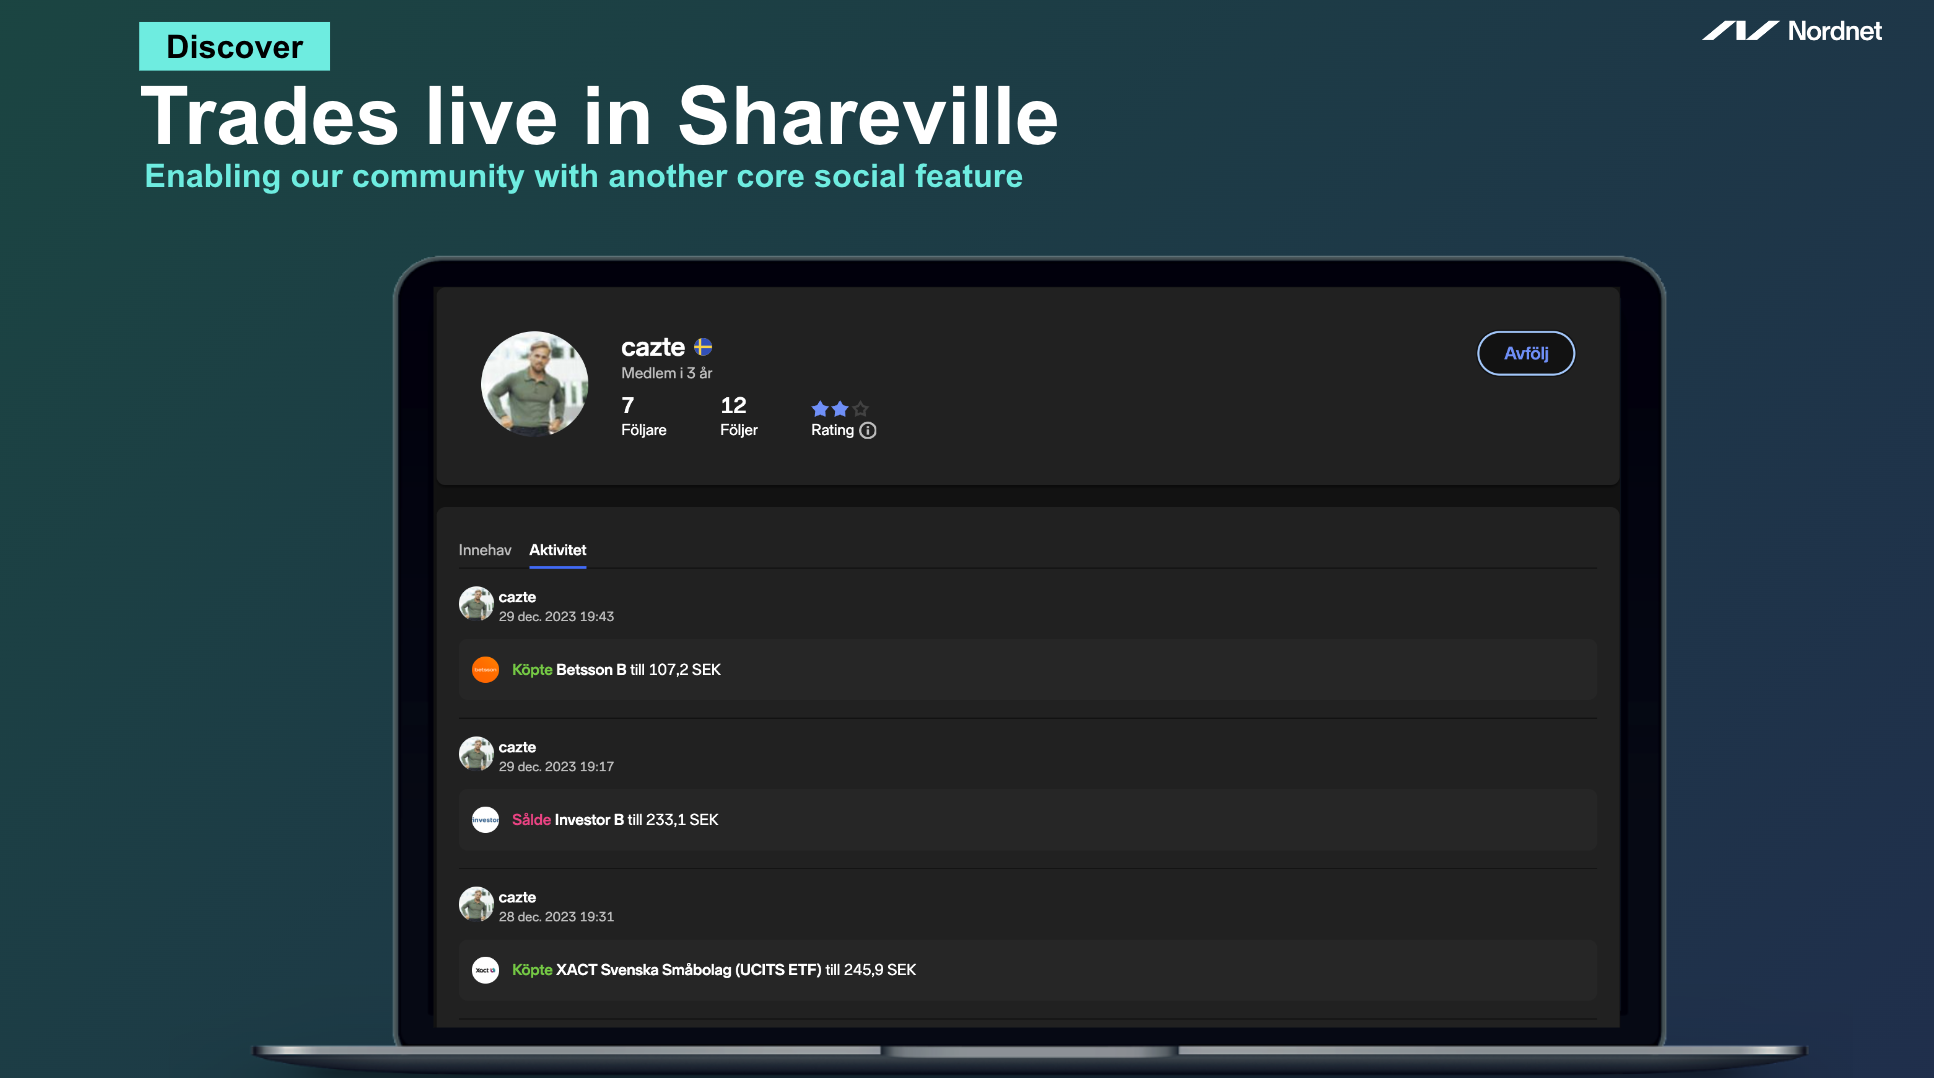 Discover
Nordnet
Trades live in Shareville
Enabling our community with another core social feature
cazte
Medlem i 3 år
Avfölj
7 12
Följare Följer Rating
Innehav Aktivitet
cazte
29 dec. 2023 19:43
betsson Köpte Betsson B till 107,2 SEK
cazte
29 dec. 2023 19:17
investor Sålde Investor B till 233,1 SEK
cazte
28 dec. 2023 19:31
Xact Köpte XACT Svenska Småbolag (UCITS ETF) till 245,9 SEK